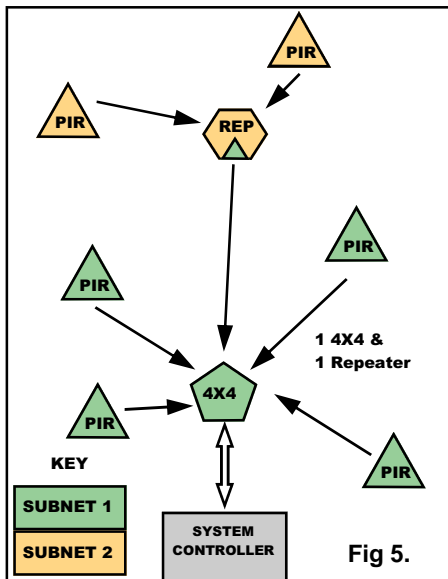 PIR
PIR
REP
PIR
PIR
1 4X4 &
1 Repeater
4X4
PIR
PIR
KEY
SUBNET 1
SUBNET 2
SYSTEM
CONTROLLER
Fig 5.